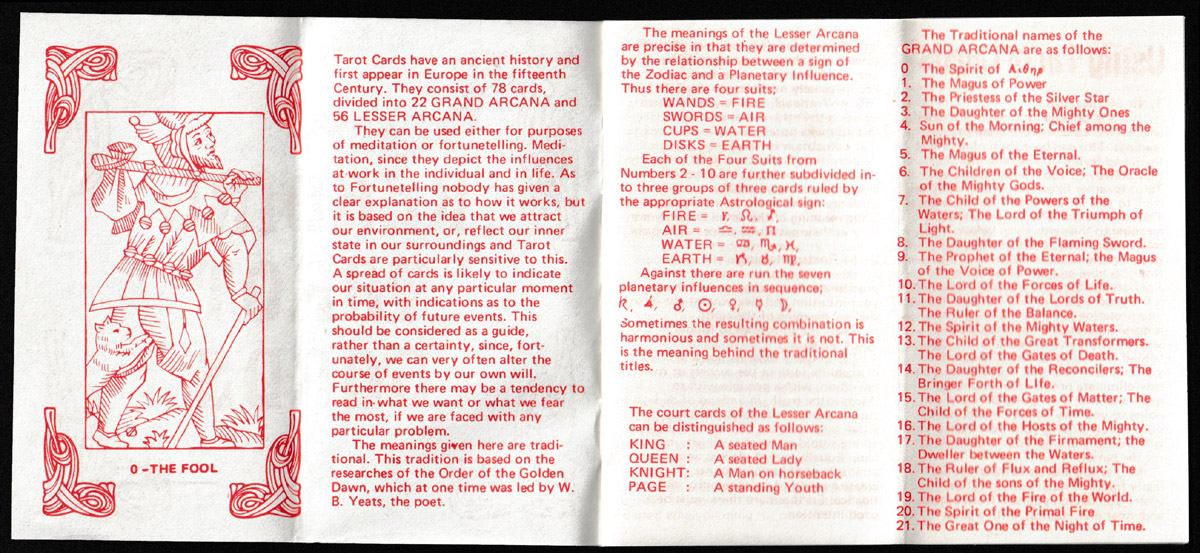 0 - THE FOOL
Tarot Cards have an ancient history and
first appear in Europe in the fifteenth
Century. They consist of 78 cards,
divided into 22 GRAND ARCANA and
56 LESSER ARCANA.
They can be used either for purposes
of meditation or fortunetelling. Medi-
tation, since they depict the influences
at work in the individual and in life. As
to Fortunetelling nobody has given a
clear explanation as to how it works, but
it is based on the idea that we attract
our environment, or, reflect our inner
state in our surroundings and Tarot
Cards are particularly sensitive to this.
A spread of cards is likely to indicate
our situation at any particular moment
in time, with indications as to the
probability of future events. This
should be considered as a guide,
rather than a certainty, since, fort-
unately, we can very often alter the
course of events by our own will.
Furthermore there may be a tendency to
read in what we want or what we fear
the most, if we are faced with any
particular problem.
The meanings given here are tradi-
tional. This tradition is based on the
researches of the Order of the Golden
Dawn, which at one time was led by W.
B. Yeats, the poet.
The meanings of the Lesser Arcana
are precise in that they are determined
by the relationship between a sign of
the Zodiac and a Planetary Influence.
Thus there are four suits;
WANDS = FIRE
SWORDS = AIR
CUPS = WATER
DISKS = EARTH
Each of the Four Suits from
Numbers 2 - 10 are further subdivided in-
to three groups of three cards ruled by
the appropriate Astrological sign:
FIRE = ♈, ♌, ♐,
AIR = ♎, ♒, ♊
WATER = ♋, ♏, ♓,
EARTH = ♑, ♉, ♍,
Against there are run the seven
planetary influences in sequence;
♄, ♃, ♂, ☉, ♀, ☿, ☽,
Sometimes the resulting combination is
harmonious and sometimes it is not. This
is the meaning behind the traditional
titles.
The court cards of the Lesser Arcana
can be distinguished as follows:
KING : A seated Man
QUEEN : A seated Lady
KNIGHT: A Man on horseback
PAGE : A standing Youth
The Traditional names of the
GRAND ARCANA are as follows:
0 The Spirit of Αιθηρ
1. The Magus of Power
2. The Priestess of the Silver Star
3. The Daughter of the Mighty Ones
4. Sun of the Morning; Chief among the
Mighty.
5. The Magus of the Eternal.
6. The Children of the Voice; The Oracle
of the Mighty Gods.
7. The Child of the Powers of the
Waters; The Lord of the Triumph of
Light.
8. The Daughter of the Flaming Sword.
9. The Prophet of the Eternal; the Magus
of the Voice of Power.
10. The Lord of the Forces of Life.
11. The Daughter of the Lords of Truth.
The Ruler of the Balance.
12. The Spirit of the Mighty Waters.
13. The Child of the Great Transformers.
The Lord of the Gates of Death.
14. The Daughter of the Reconcilers; The
Bringer Forth of LIfe.
15. The Lord of the Gates of Matter; The
Child of the Forces of Time.
16. The Lord of the Hosts of the Mighty.
17. The Daughter of the Firmament; the
Dweller between the Waters.
18. The Ruler of Flux and Reflux; The
Child of the sons of the Mighty.
19. The Lord of the Fire of the World.
20. The Spirit of the Primal Fire
21. The Great One of the Night of Time.